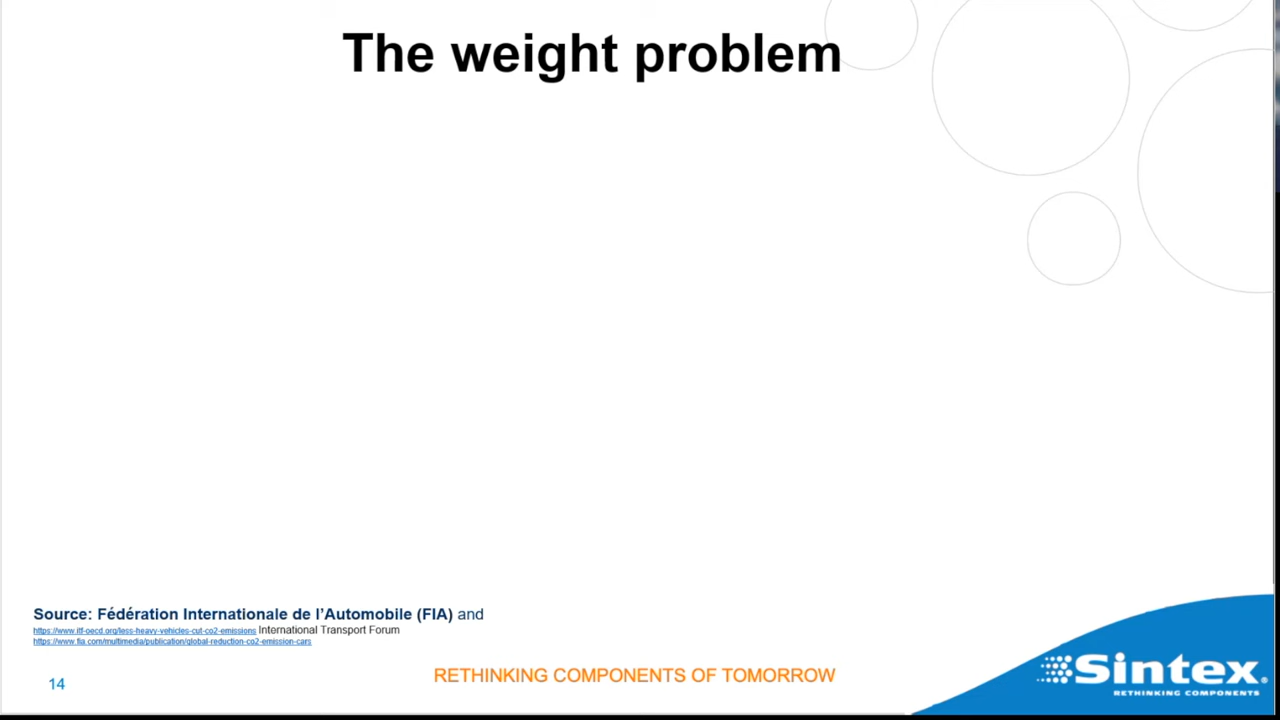 The weight problem
Source: Fédération Internationale de l’Automobile (FIA) and
https://www.itf-oecd.org/less-heavy-vehicles-cut-co2-emissions International Transport Forum
https://www.fia.com/multimedia/publication/global-reduction-co2-emission-cars
14
RETHINKING COMPONENTS OF TOMORROW
Sintex®
RETHINKING COMPONENTS